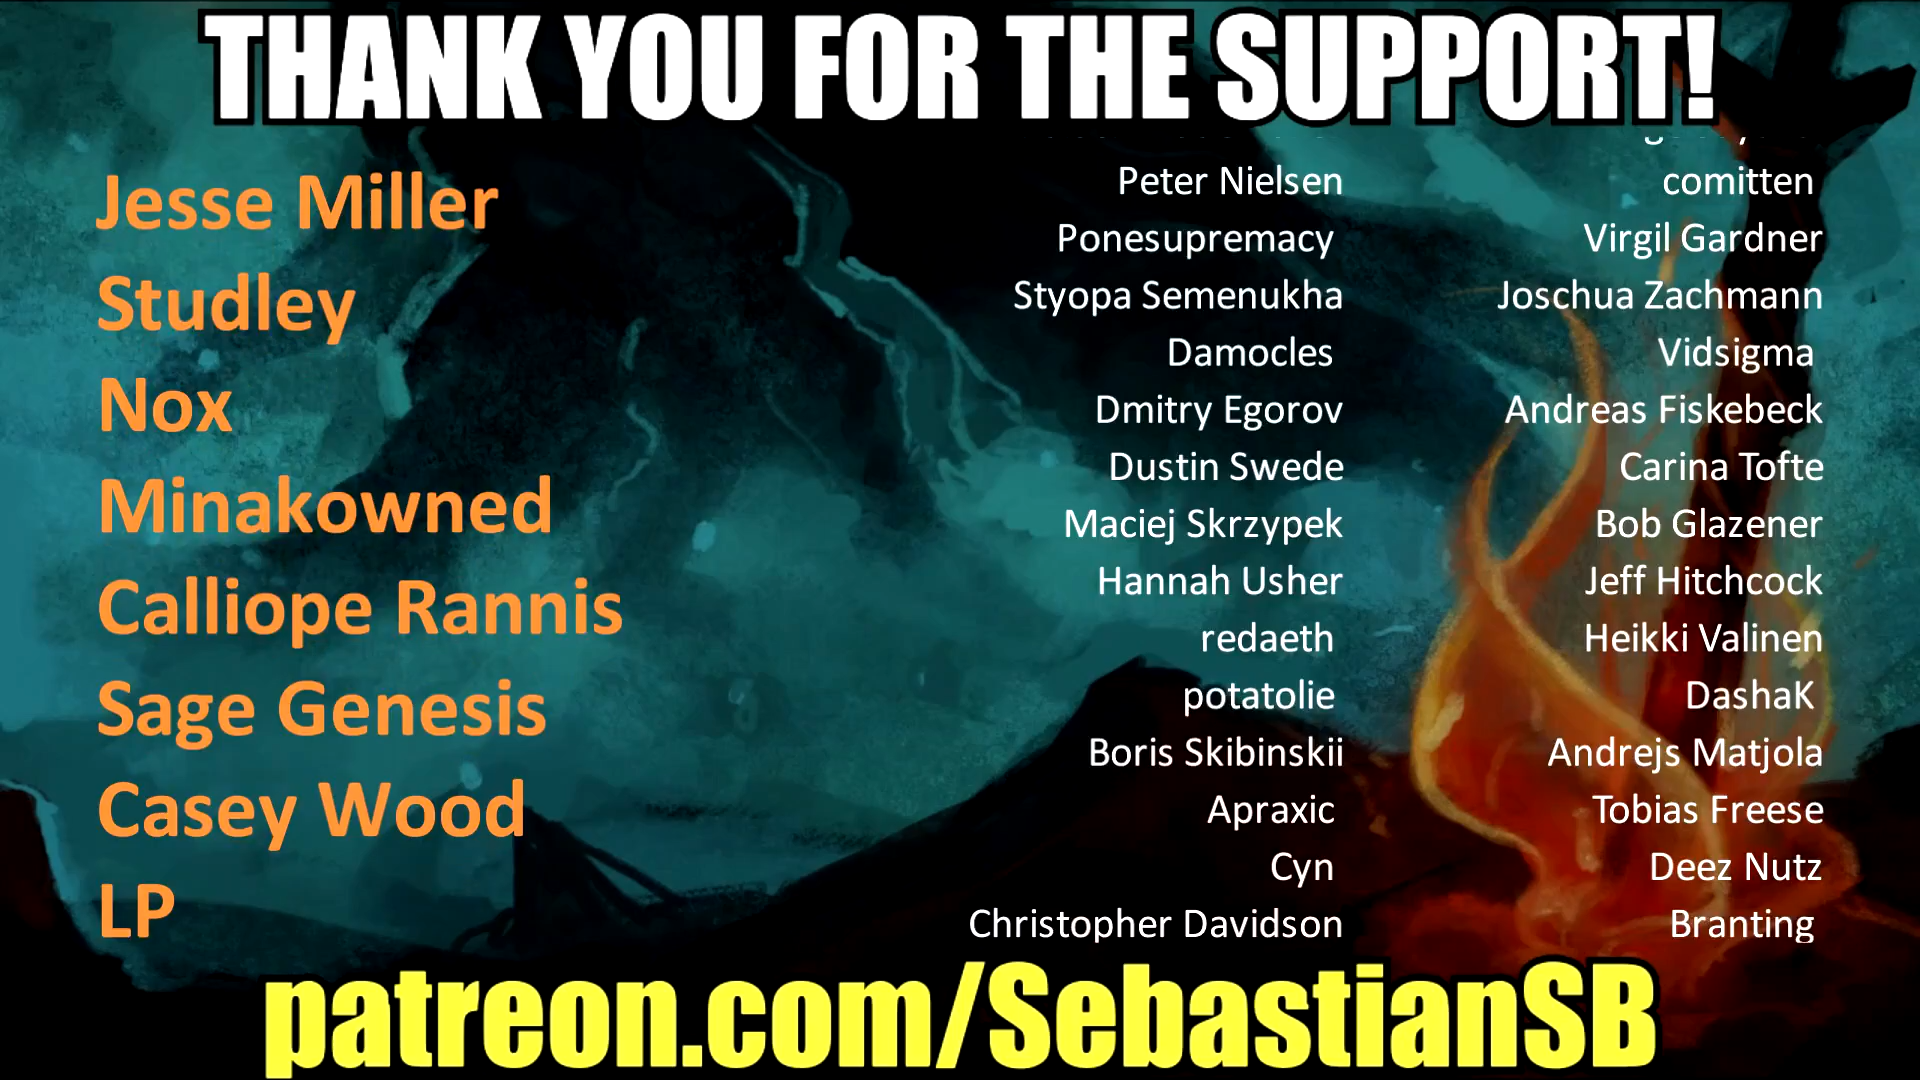 THANK YOU FOR THE SUPPORT!
Jesse Miller
Studley
Nox
Minakowned
Calliope Rannis
Sage Genesis
Casey Wood
LP
Peter Nielsen
Ponesupremacy
Styopa Semenukha
Damocles
Dmitry Egorov
Dustin Swede
Maciej Skrzypek
Hannah Usher
redaeth
potatolie
Boris Skibinskii
Apraxic
Cyn
Christopher Davidson
comitten
Virgil Gardner
Joschua Zachmann
Vidsigma
Andreas Fiskebeck
Carina Tofte
Bob Glazener
Jeff Hitchcock
Heikki Valinen
DashaK
Andrejs Matjola
Tobias Freese
Deez Nutz
Branting
patreon.com/SebastianSB